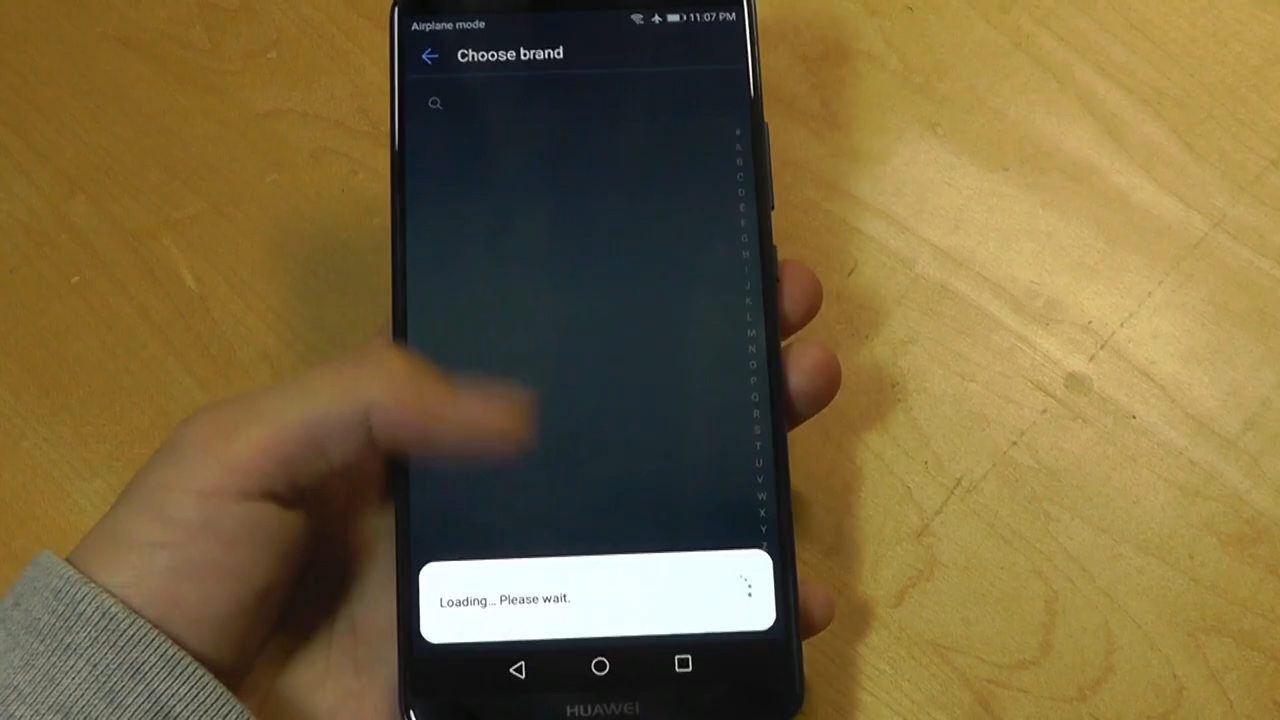 Airplane mode
11:07 PM
Choose brand
#
A
B
C
D
E
F
G
H
I
J
K
L
M
N
O
P
Q
R
S
T
U
V
W
X
Y
Z
Loading... Please wait.
HUAWEI